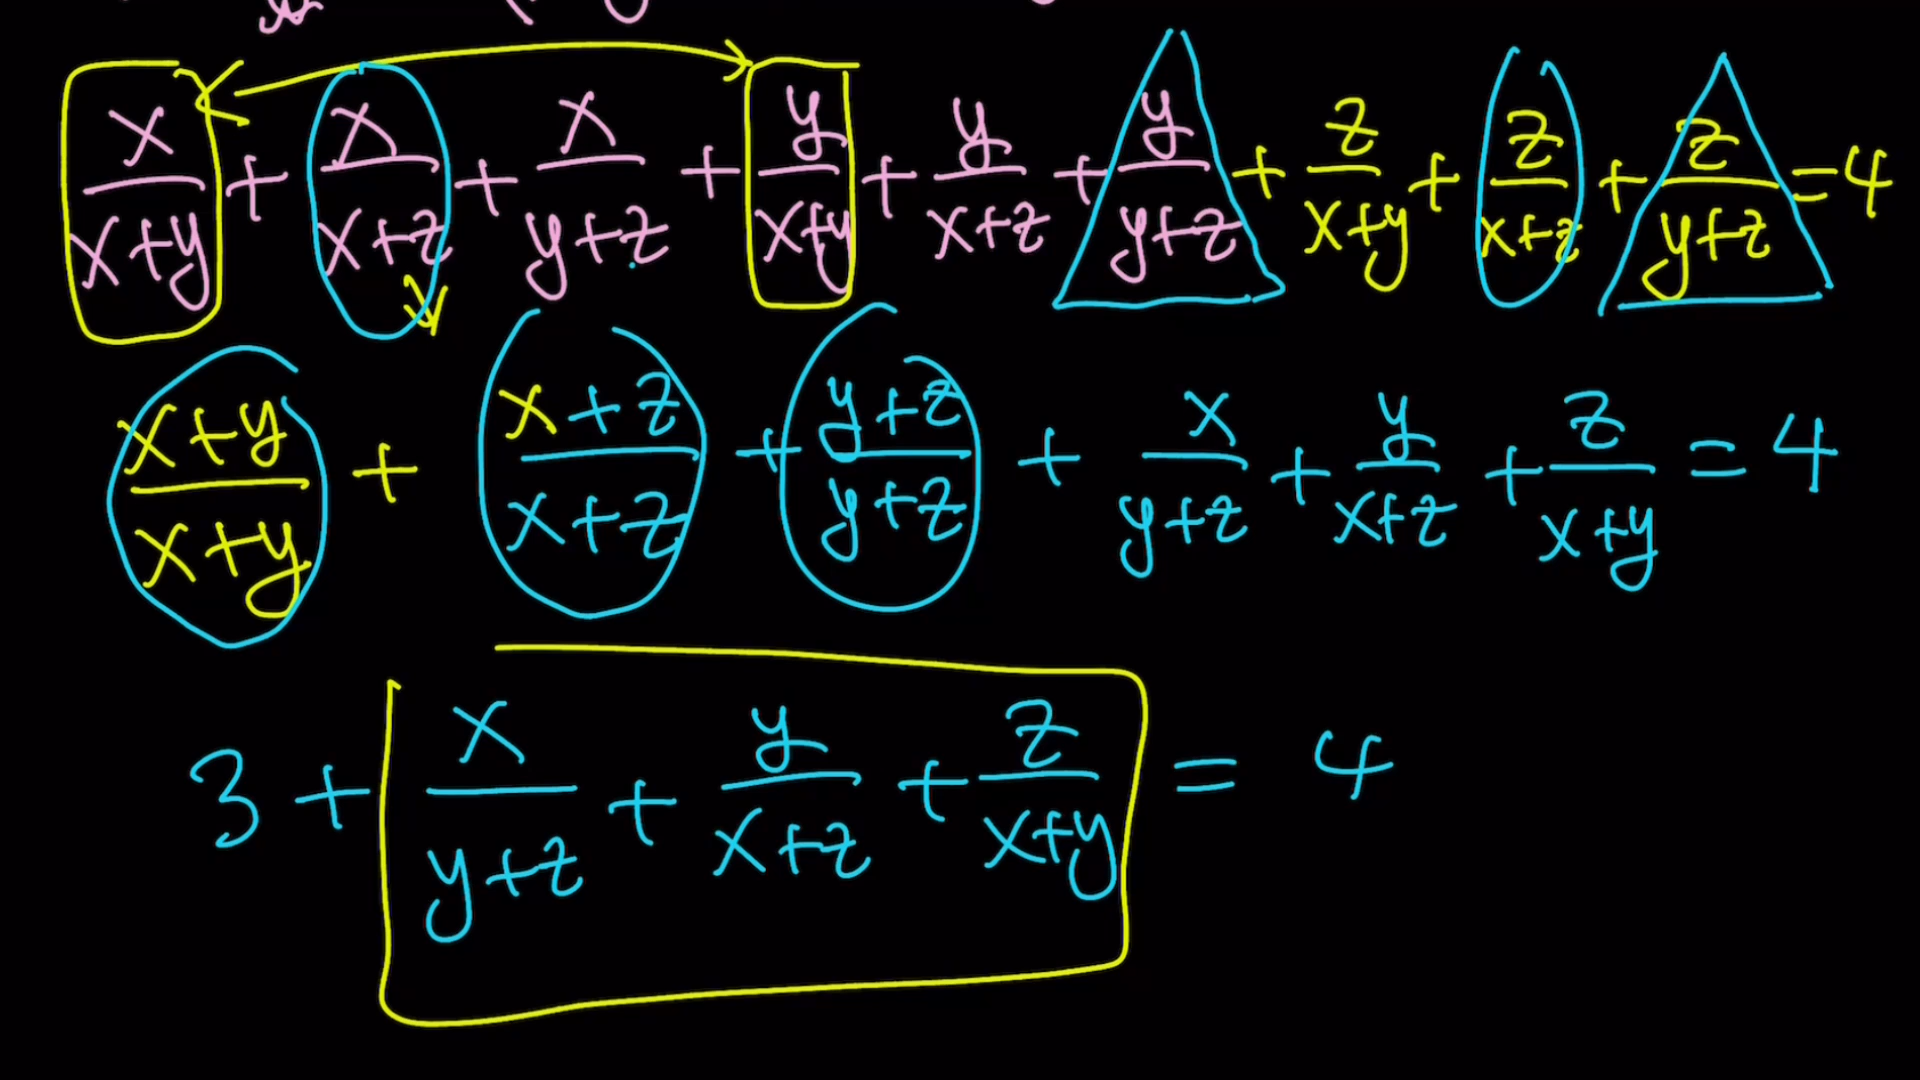 x/(x+y) + x/(x+z) + x/(y+z) + y/(x+y) + y/(x+z) + y/(y+z) + z/(x+y) + z/(x+z) + z/(y+z) = 4
(x+y)/(x+y) + (x+z)/(x+z) + (y+z)/(y+z) + x/(y+z) + y/(x+z) + z/(x+y) = 4
3 + x/(y+z) + y/(x+z) + z/(x+y) = 4